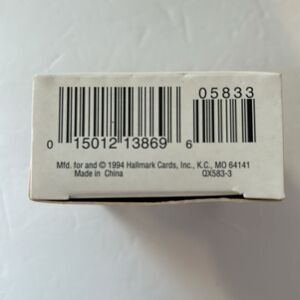 05833
0 15012 13869 6
Mfd. for and © 1994 Hallmark Cards, Inc., K.C., MO 64141
Made in China QX583-3